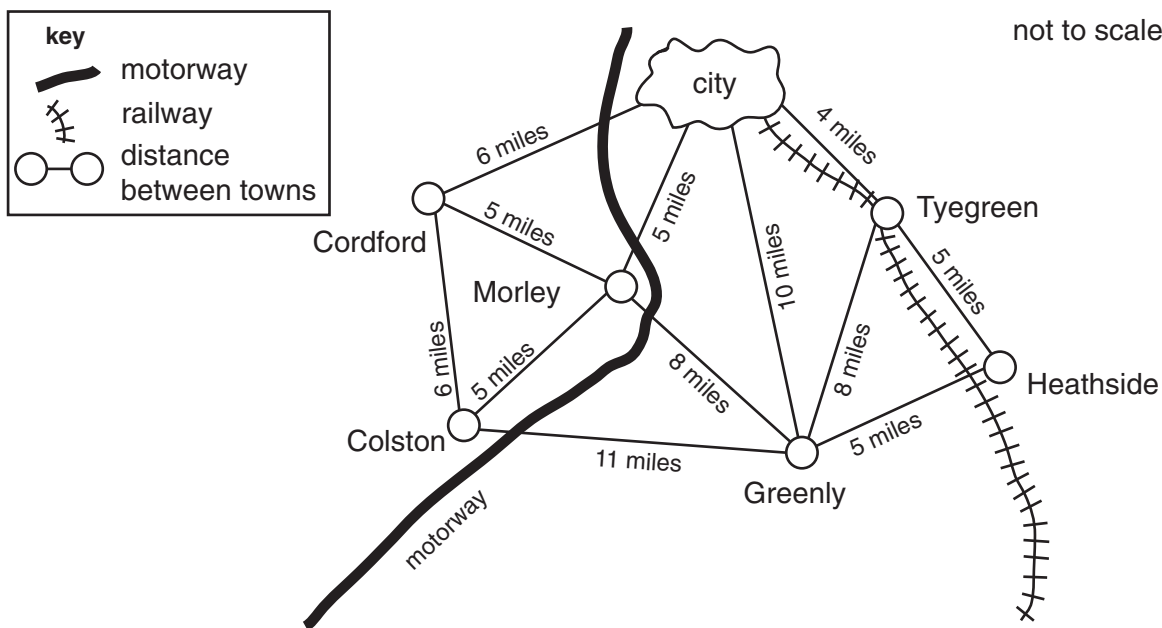 key
motorway
railway
distance
between towns
not to scale
city
6 miles
4 miles
5 miles
5 miles
Tyegreen
Cordford
10 miles
5 miles
Morley
6 miles
5 miles
8 miles
8 miles
Heathside
Colston
5 miles
11 miles
Greenly
motorway